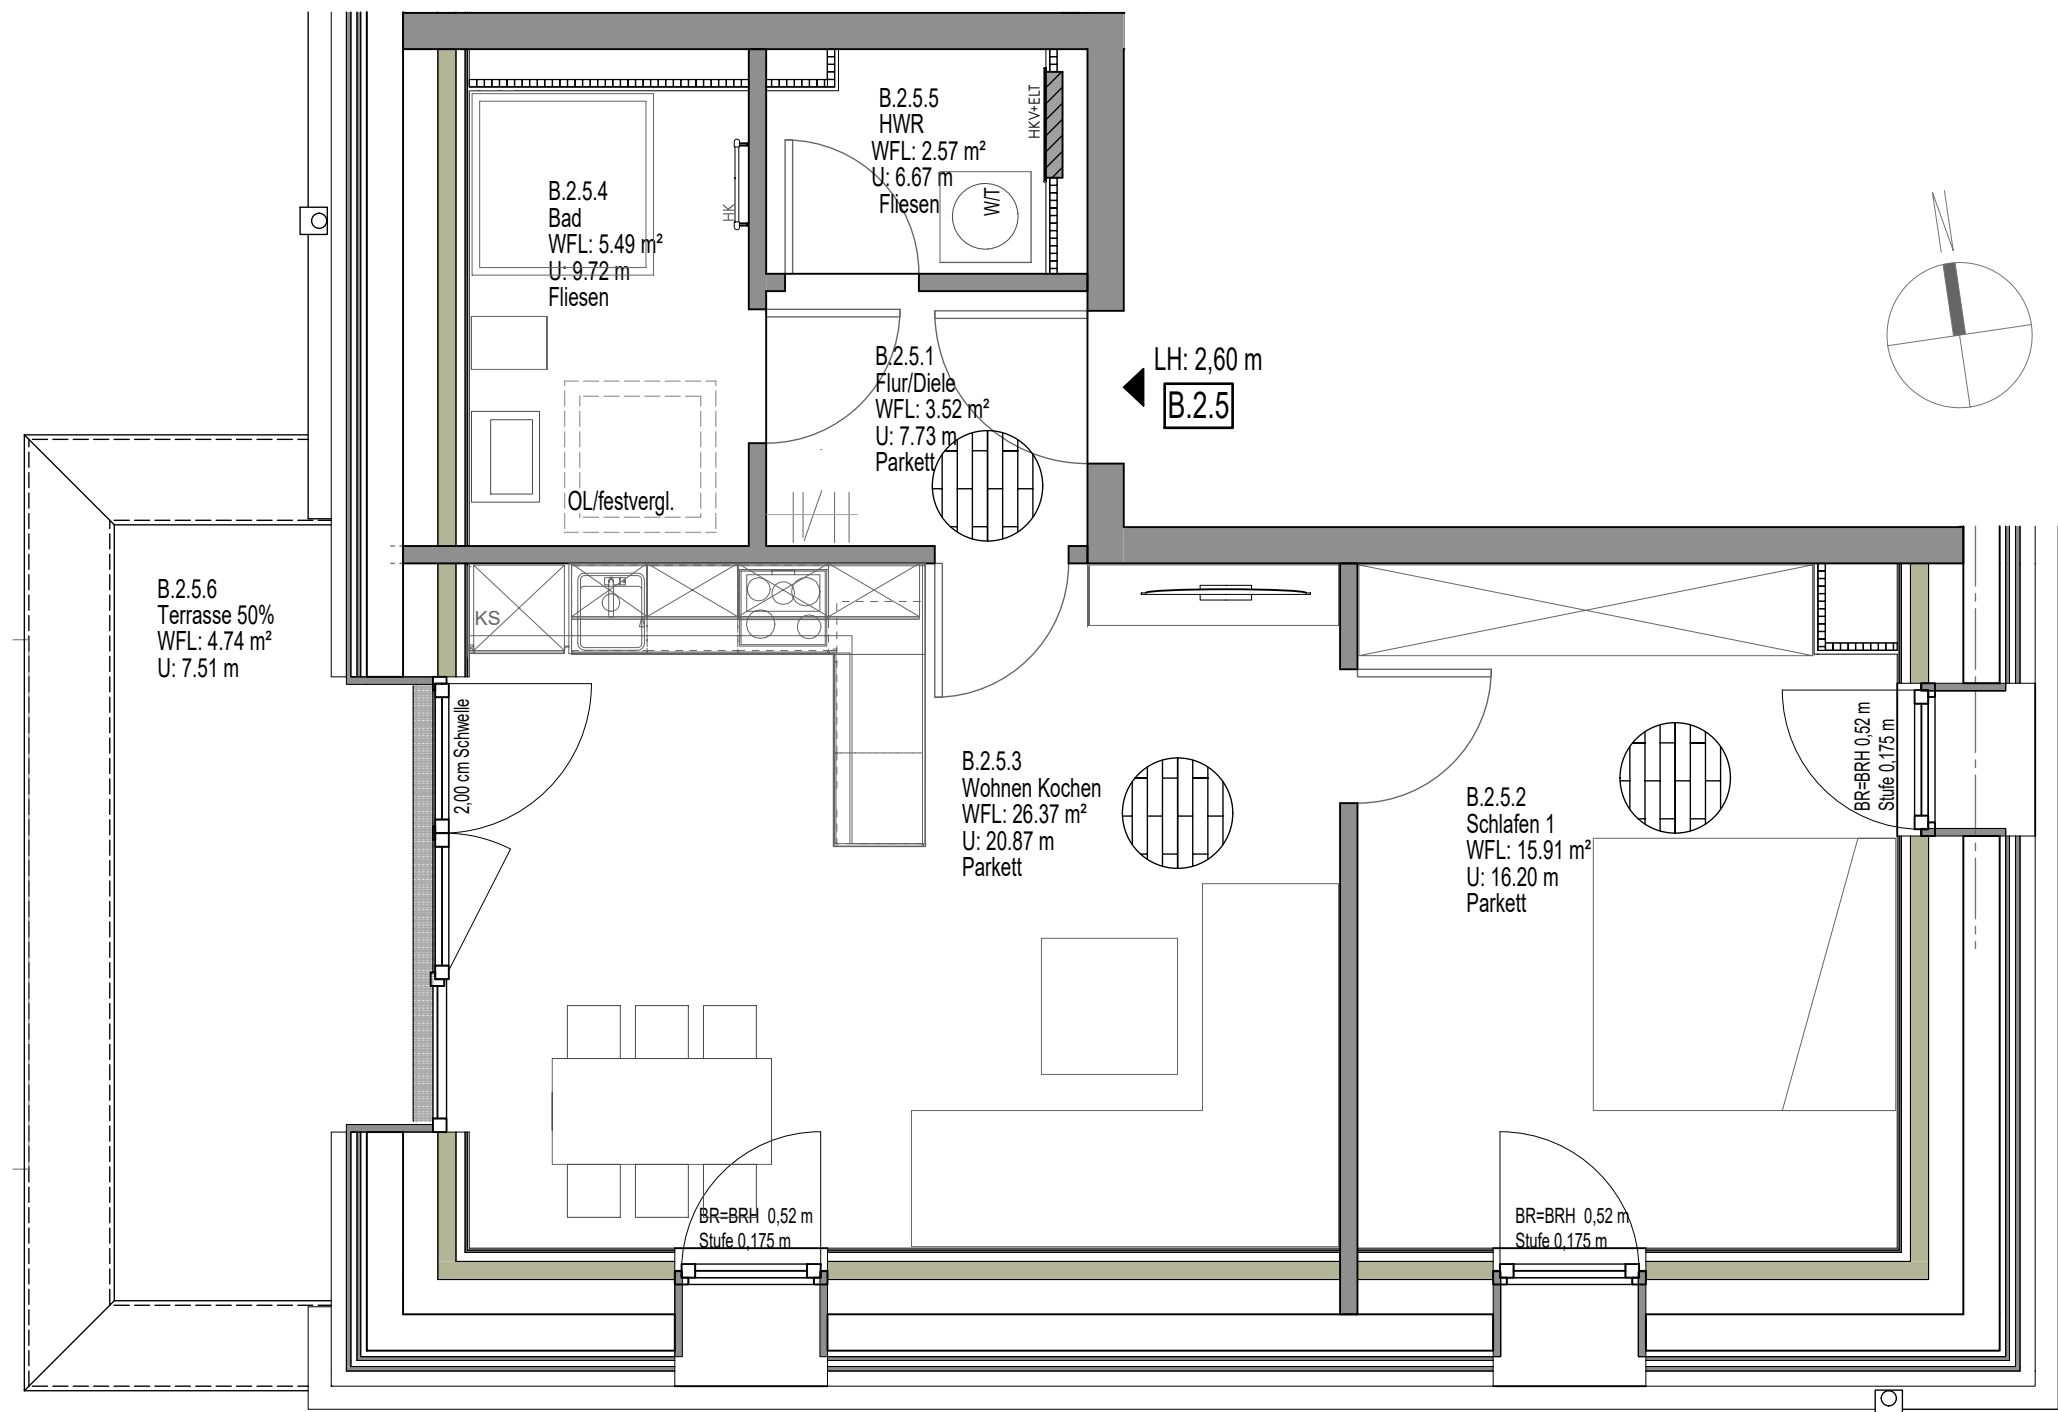 B.2.5.5
HWR
WFL: 2.57 m²
U: 6.67 m
Fliesen
HKV+ELT
WT
B.2.5.4
Bad
WFL: 5.49 m²
U: 9.72 m
Fliesen
HK
OL/festvergl.
B.2.5.1
Flur/Diele
WFL: 3.52 m²
U: 7.73 m
Parkett
LH: 2,60 m
B.2.5
B.2.5.6
Terrasse 50%
WFL: 4.74 m²
U: 7.51 m
KS
2,00 cm Schwelle
B.2.5.3
Wohnen Kochen
WFL: 26.37 m²
U: 20.87 m
Parkett
B.2.5.2
Schlafen 1
WFL: 15.91 m²
U: 16.20 m
Parkett
BR=BRH 0,52 m
Stufe 0,175 m
BR=BRH 0,52 m
Stufe 0,175 m
BR=BRH 0,52 m
Stufe 0,175 m
N